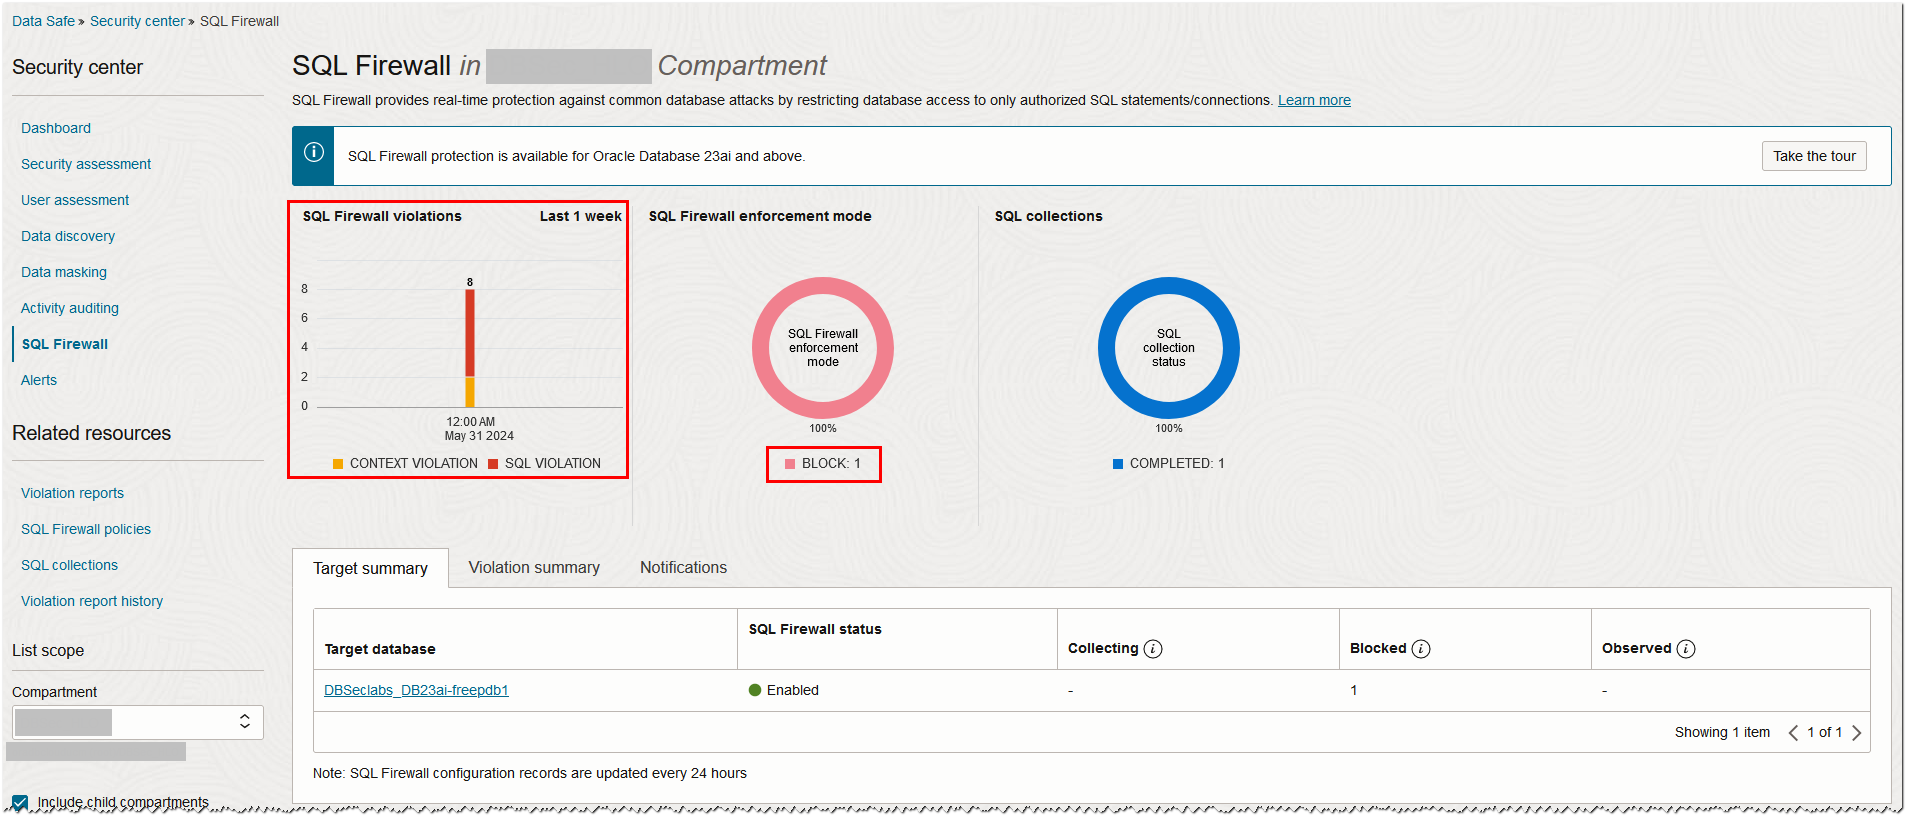 Data Safe » Security center » SQL Firewall
Security center
Dashboard
Security assessment
User assessment
Data discovery
Data masking
Activity auditing
SQL Firewall
Alerts
Related resources
Violation reports
SQL Firewall policies
SQL collections
Violation report history
List scope
Compartment
Include child compartments
SQL Firewall in Compartment
SQL Firewall provides real-time protection against common database attacks by restricting database access to only authorized SQL statements/connections. Learn more
SQL Firewall protection is available for Oracle Database 23ai and above.
Take the tour
SQL Firewall violations Last 1 week
8
8
6
4
2
0
12:00 AM
May 31 2024
CONTEXT VIOLATION SQL VIOLATION
SQL Firewall enforcement mode
SQL Firewall
enforcement
mode
100%
BLOCK: 1
SQL collections
SQL
collection
status
100%
COMPLETED: 1
Target summary Violation summary Notifications
Target database SQL Firewall status Collecting Blocked Observed
DBSeclabs_DB23ai-freepdb1 Enabled - 1 -
Showing 1 item 1 of 1
Note: SQL Firewall configuration records are updated every 24 hours